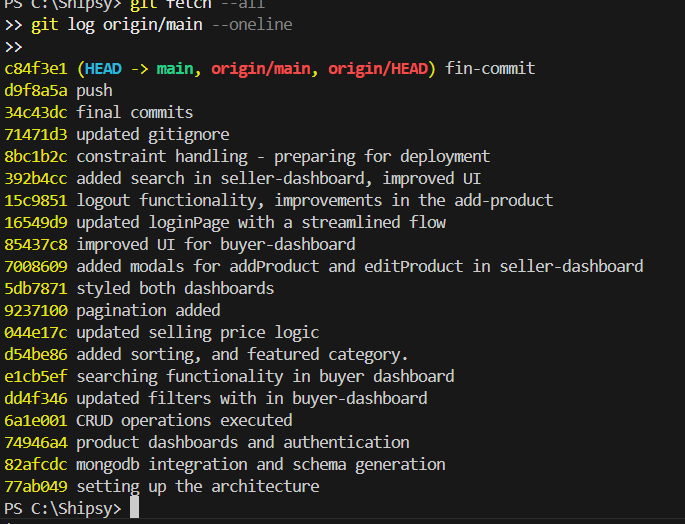 PS C:\Shipsy> git fetch --all
>> git log origin/main --oneline
>>
c84f3e1 (HEAD -> main, origin/main, origin/HEAD) fin-commit
d9f8a5a push
34c43dc final commits
71471d3 updated gitignore
8bc1b2c constraint handling - preparing for deployment
392b4cc added search in seller-dashboard, improved UI
15c9851 logout functionality, improvements in the add-product
16549d9 updated loginPage with a streamlined flow
85437c8 improved UI for buyer-dashboard
7008609 added modals for addProduct and editProduct in seller-dashboard
5db7871 styled both dashboards
9237100 pagination added
044e17c updated selling price logic
d54be86 added sorting, and featured category.
e1cb5ef searching functionality in buyer dashboard
dd4f346 updated filters with in buyer-dashboard
6a1e001 CRUD operations executed
74946a4 product dashboards and authentication
82afcdc mongodb integration and schema generation
77ab049 setting up the architecture
PS C:\Shipsy>